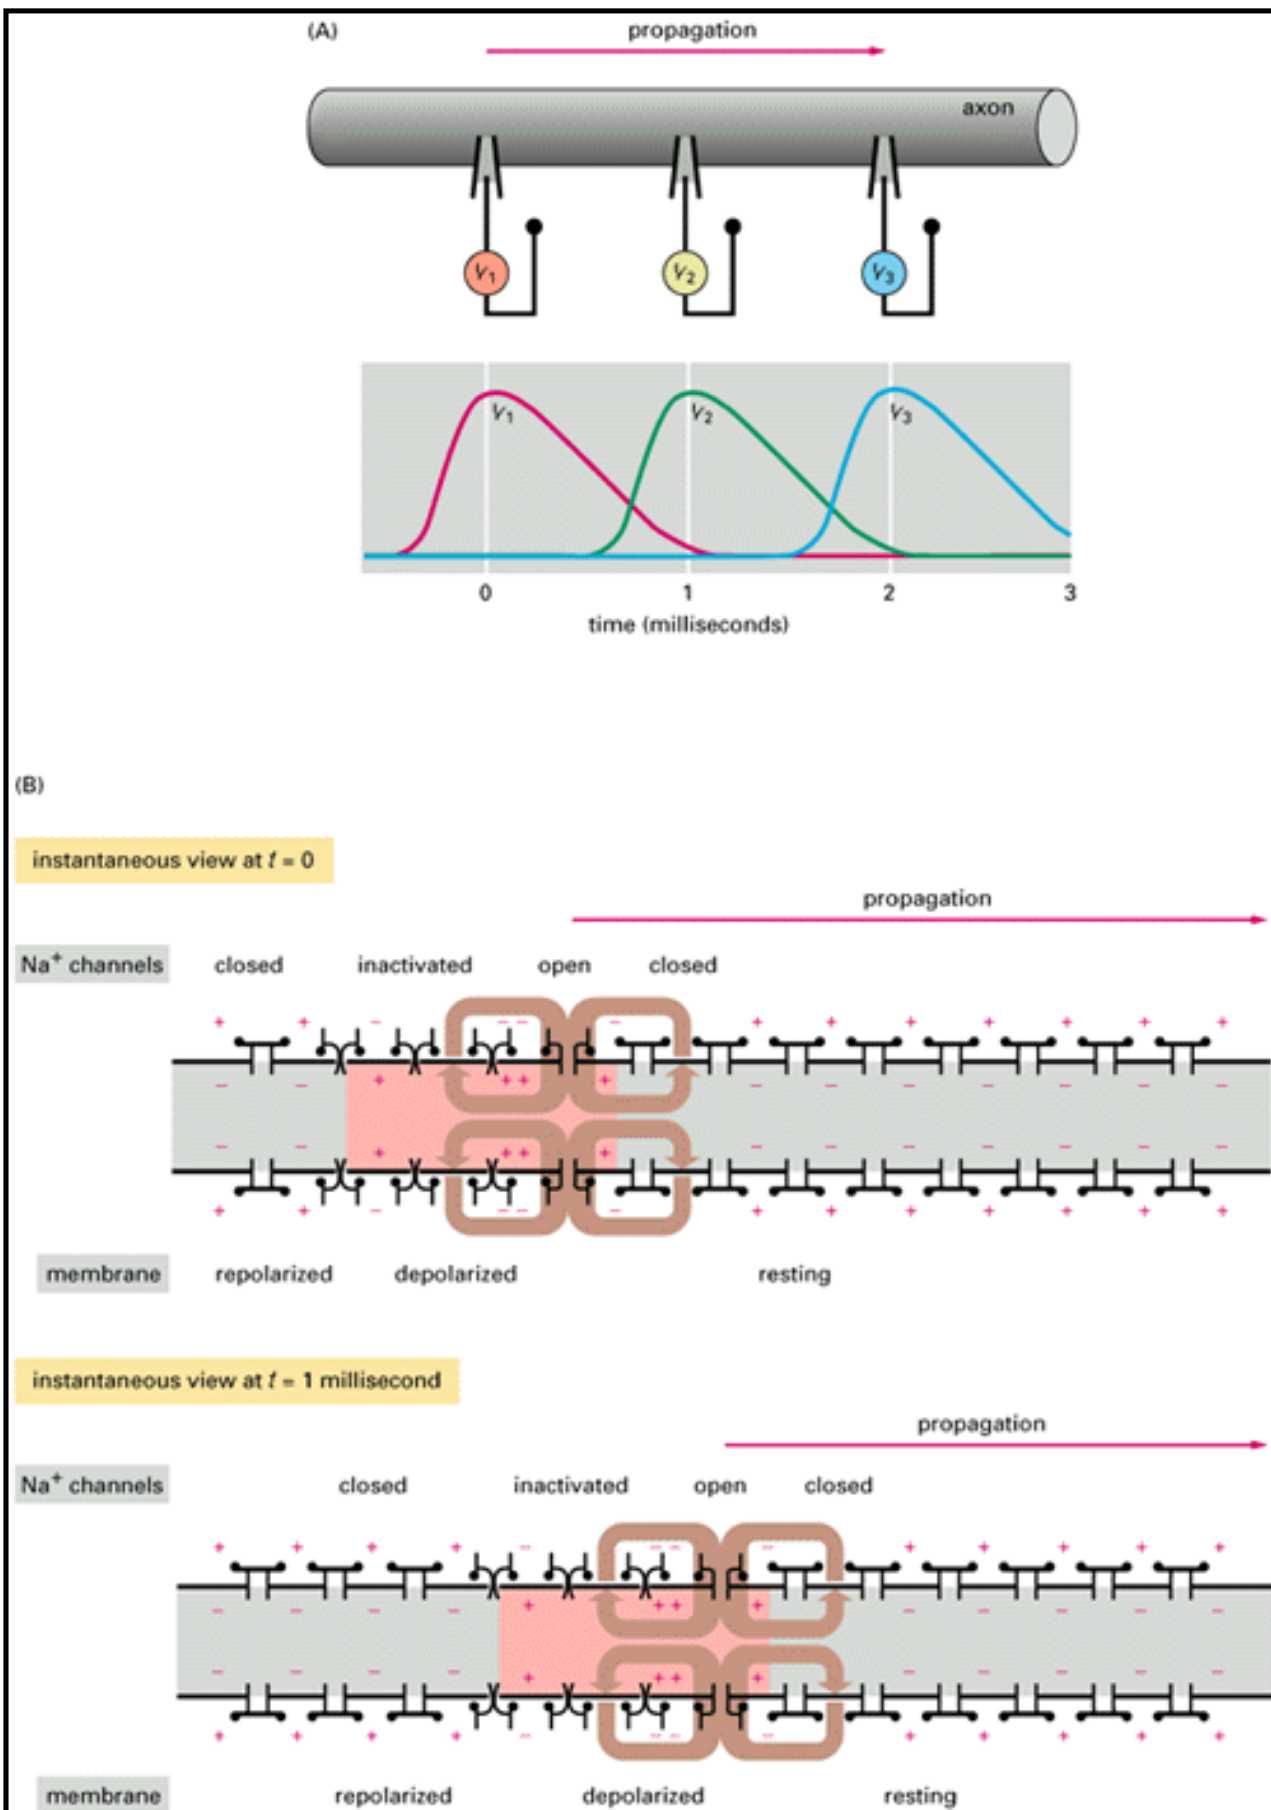 (A)
propagation
axon
V1
V2
V3
V1
V2
V3
0 1 2 3
time (milliseconds)
(B)
instantaneous view at t = 0
propagation
Na+ channels closed inactivated open closed
membrane repolarized depolarized resting
instantaneous view at t = 1 millisecond
propagation
Na+ channels closed inactivated open closed
membrane repolarized depolarized resting